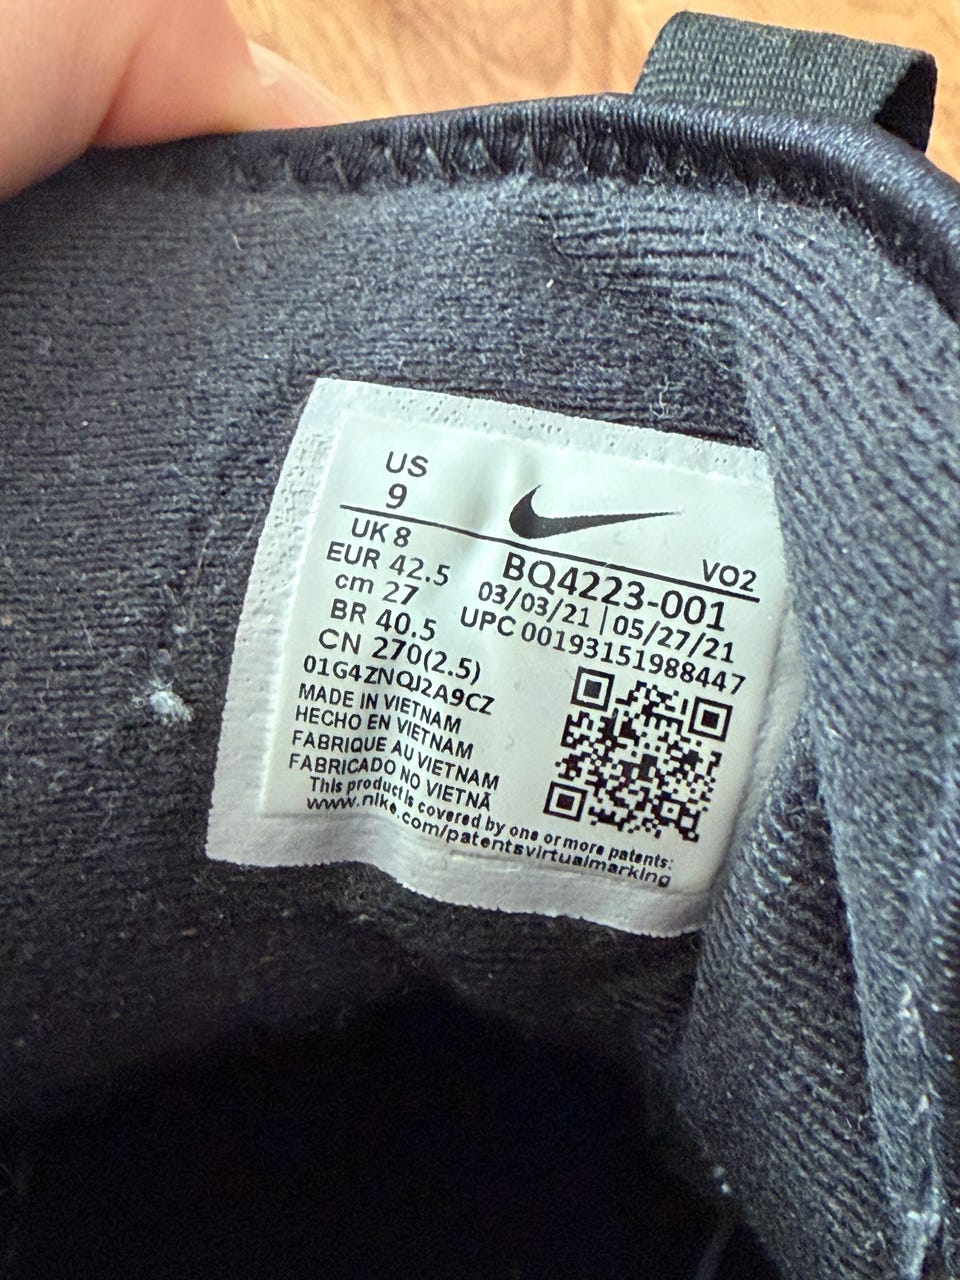 US
9
UK 8
EUR 42.5
cm 27
BR 40.5
CN 270(2.5)
01G4ZNQJ2A9CZ
MADE IN VIETNAM
HECHO EN VIETNAM
FABRIQUE AU VIETNAM
FABRICADO NO VIETNÃ
VO2
BQ4223-001
03/03/21 | 05/27/21
UPC 00193151988447
This product is covered by one or more patents:
www.nike.com/patentsvirtualmarking